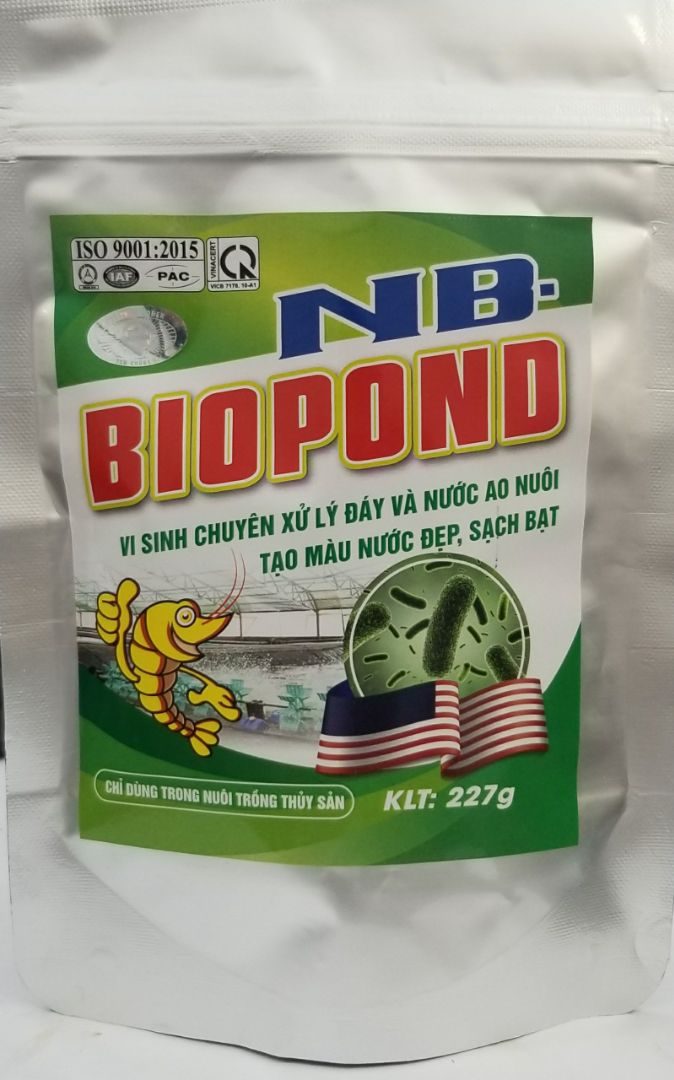 ISO 9001:2015
IAF
PAC
VINACERT
VICB 7178, 10-A1
NB-
BIOPOND
VI SINH CHUYÊN XỬ LÝ ĐÁY VÀ NƯỚC AO NUÔI
TẠO MÀU NƯỚC ĐẸP, SẠCH BẠT
CHỈ DÙNG TRONG NUÔI TRỒNG THỦY SẢN
KLT: 227g